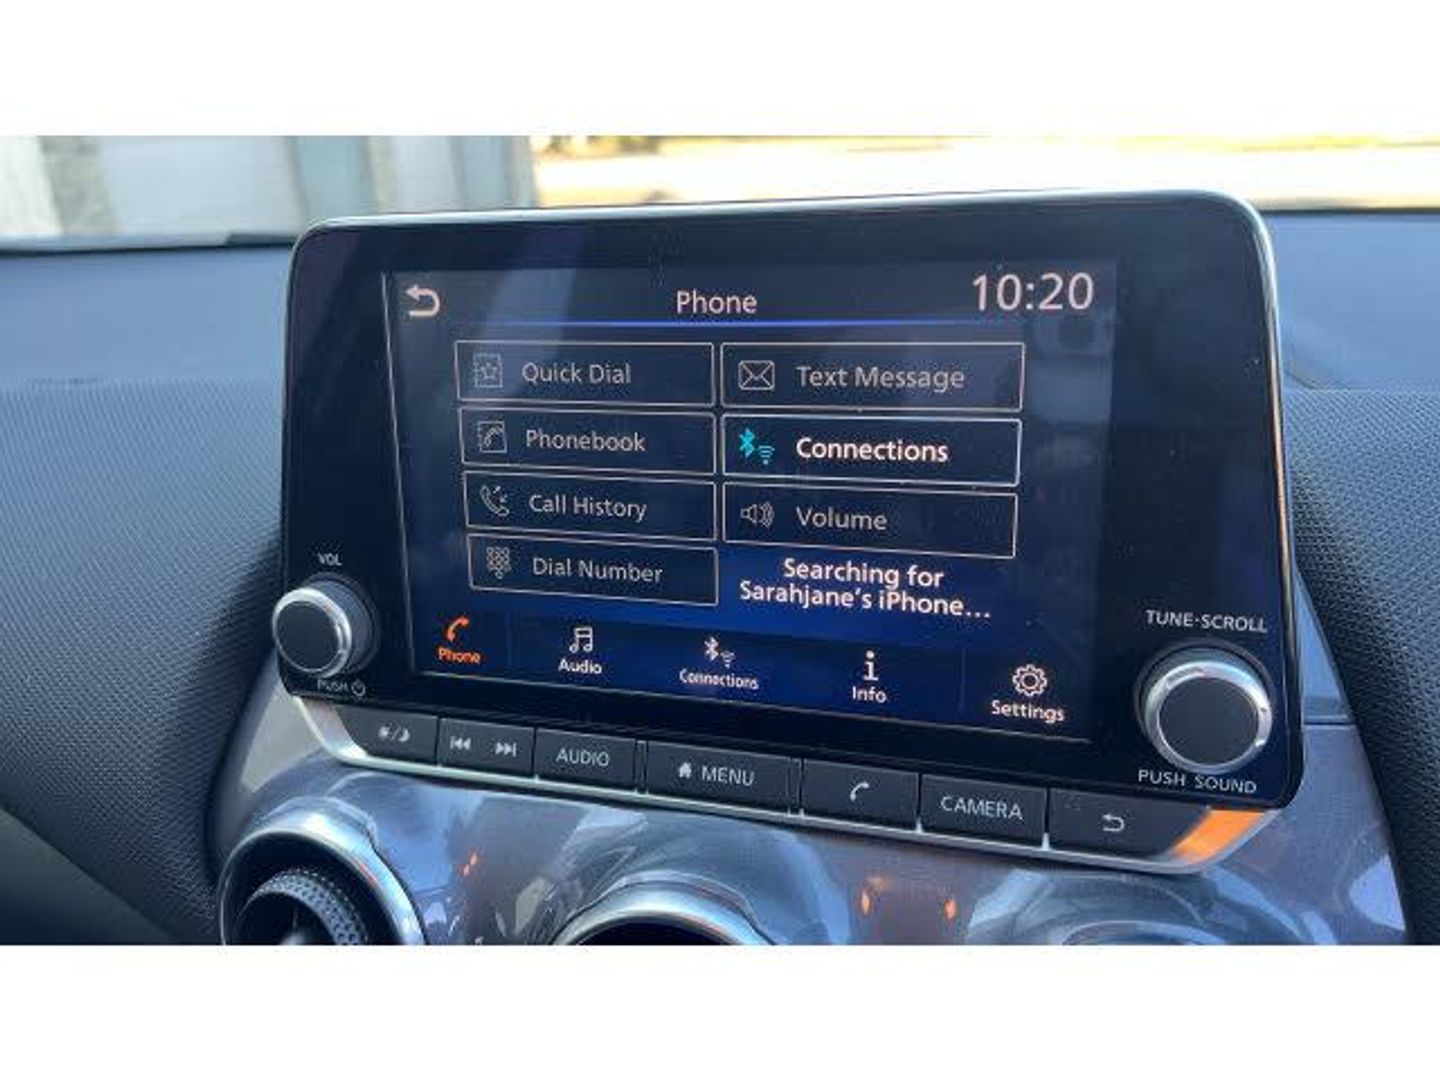 Phone
10:20
Quick Dial
Text Message
Phonebook
Connections
Call History
Volume
Dial Number
Searching for
Sarahjane's iPhone...
Phone
Audio
Connections
Info
Settings
VOL
PUSH
TUNE·SCROLL
PUSH SOUND
AUDIO
MENU
CAMERA